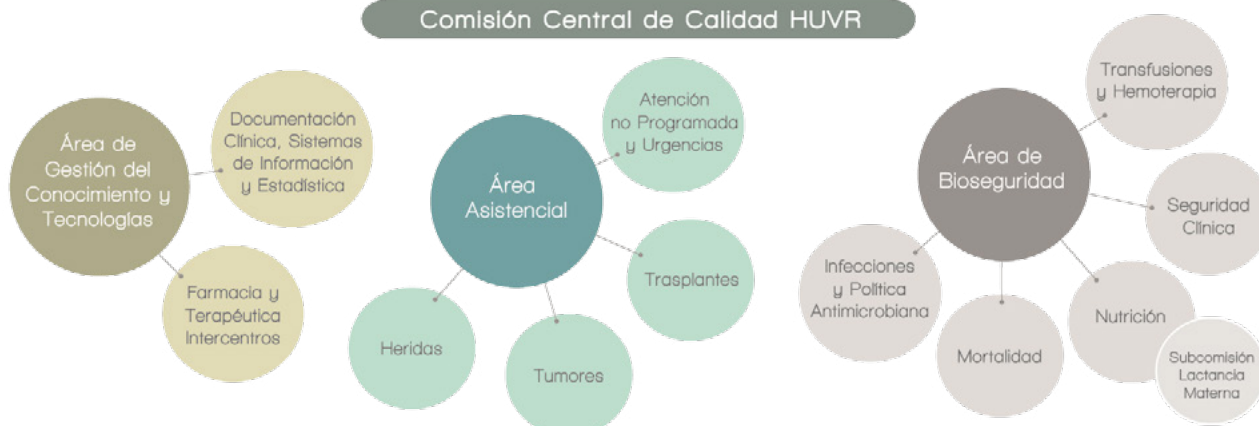 Comisión Central de Calidad HUVR
Área de
Gestión del
Conocimiento y
Tecnologías
Documentación
Clínica, Sistemas
de Información
y Estadística
Farmacia y
Terapéutica
Intercentros
Área
Asistencial
Atención
no Programada
y Urgencias
Trasplantes
Tumores
Heridas
Área de
Bioseguridad
Transfusiones
y Hemoterapia
Seguridad
Clínica
Nutrición
Subcomisión
Lactancia
Materna
Mortalidad
Infecciones
y Política
Antimicrobiana